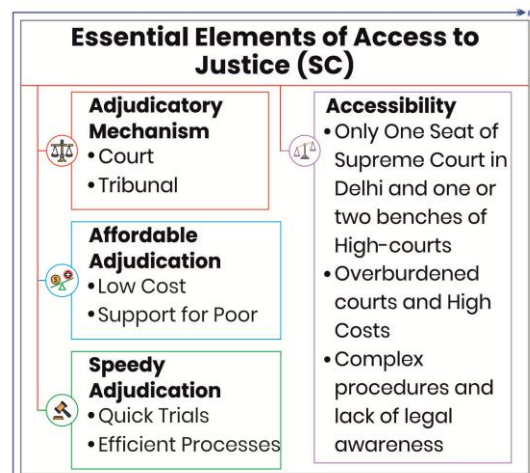 Essential Elements of Access to
Justice (SC)
Adjudicatory
Mechanism
• Court
• Tribunal
Affordable
Adjudication
• Low Cost
• Support for Poor
Speedy
Adjudication
• Quick Trials
• Efficient Processes
Accessibility
• Only One Seat of
Supreme Court in
Delhi and one or
two benches of
High-courts
• Overburdened
courts and High
Costs
• Complex
procedures and
lack of legal
awareness